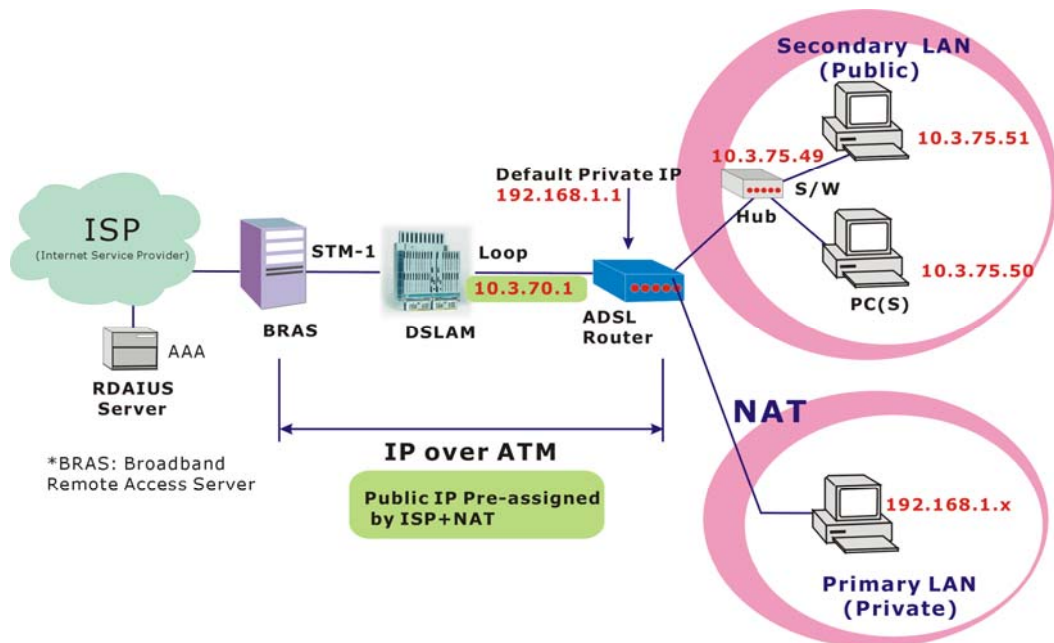 Secondary LAN
(Public)
10.3.75.51
10.3.75.49
S/W
Hub
10.3.75.50
PC(S)
Default Private IP
192.168.1.1
ISP
(Internet Service Provider)
STM-1
Loop
10.3.70.1
BRAS
DSLAM
ADSL
Router
AAA
RDAIUS
Server
NAT
IP over ATM
*BRAS: Broadband
Remote Access Server
Public IP Pre-assigned
by ISP+NAT
192.168.1.x
Primary LAN
(Private)